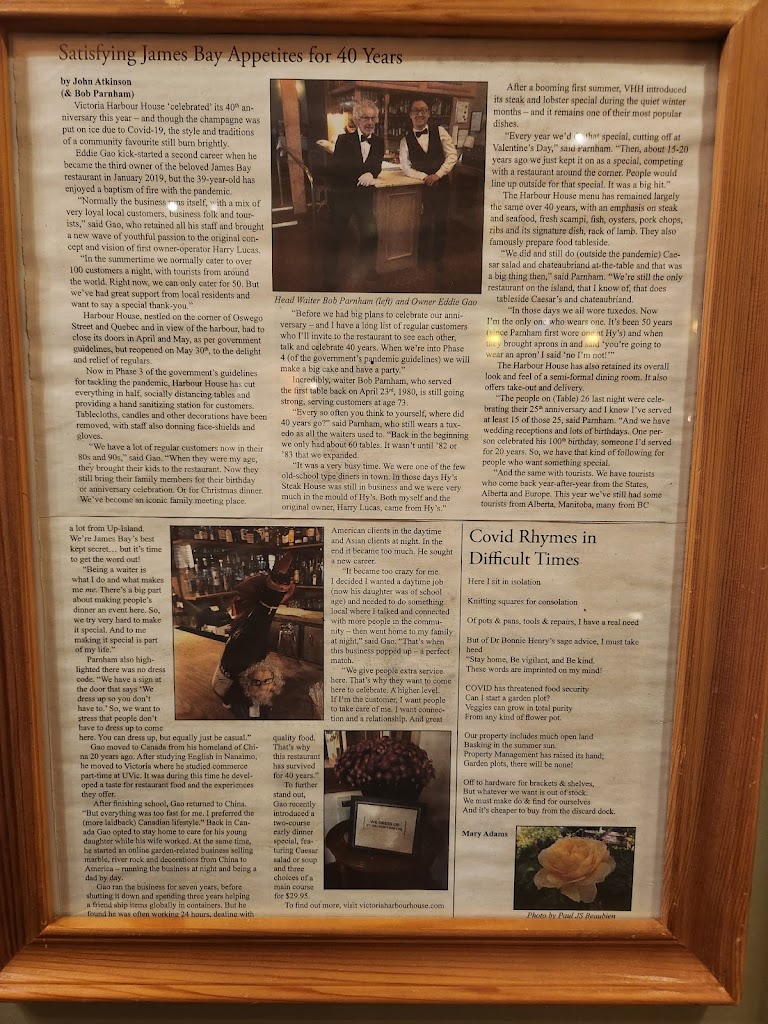 Satisfying James Bay Appetites for 40 Years
by John Atkinson
(& Bob Parnham)
Victoria Harbour House ‘celebrated’ its 40th an-
niversary this year – and though the champagne was
put on ice due to Covid-19, the style and traditions
of a community favourite still burn brightly.
Eddie Gao kick-started a second career when he
became the third owner of the beloved James Bay
restaurant in January 2019, but the 39-year-old has
enjoyed a baptism of fire with the pandemic.
“Normally the business runs itself, with a mix of
very loyal local customers, business folk and tour-
ists,” said Gao, who retained all his staff and brought
a new wave of youthful passion to the original con-
cept and vision of first owner-operator Harry Lucas.
“In the summertime we normally cater to over
100 customers a night, with tourists from around
the world. Right now, we can only cater for 50. But
we’ve had great support from local residents and
want to say a special thank-you.”
Harbour House, nestled on the corner of Oswego
Street and Quebec and in view of the harbour, had to
close its doors in April and May, as per government
guidelines, but reopened on May 30th, to the delight
and relief of regulars.
Now in Phase 3 of the government’s guidelines
for tackling the pandemic, Harbour House has cut
everything in half, socially distancing tables and
providing a hand sanitizing station for customers.
Tablecloths, candles and other decorations have been
removed, with staff also donning face-shields and
gloves.
“We have a lot of regular customers now in their
80s and 90s,” said Gao. “When they were my age,
they brought their kids to the restaurant. Now they
still bring their family members for their birthday
or anniversary celebration. Or for Christmas dinner.
We’ve become an iconic family meeting place.
Head Waiter Bob Parnham (left) and Owner Eddie Gao
“Before we had big plans to celebrate our anni-
versary – and I have a long list of regular customers
who I’ll invite to the restaurant to see each other,
talk and celebrate 40 years. When we’re into Phase
4 (of the government’s pandemic guidelines) we will
make a big cake and have a party.”
Incredibly, waiter Bob Parnham, who served
the first table back on April 23rd, 1980, is still going
strong, serving customers at age 73.
“Every so often you think to yourself, where did
40 years go?” said Parnham, who still wears a tux-
edo as all the waiters used to. “Back in the beginning
we only had about 60 tables. It wasn’t until ’82 or
’83 that we expanded.
“It was a very busy time. We were one of the few
old-school type diners in town. In those days Hy’s
Steak House was still in business and we were very
much in the mould of Hy’s. Both myself and the
original owner, Harry Lucas, came from Hy’s.”
After a booming first summer, VHH introduced
its steak and lobster special during the quiet winter
months – and it remains one of their most popular
dishes.
“Every year we’d do that special, cutting off at
Valentine’s Day,” said Parnham. “Then, about 15-20
years ago we just kept it on as a special, competing
with a restaurant around the corner. People would
line up outside for that special. It was a big hit.”
The Harbour House menu has remained largely
the same over 40 years, with an emphasis on steak
and seafood, fresh scampi, fish, oysters, pork chops,
ribs and its signature dish, rack of lamb. They also
famously prepare food tableside.
“We did and still do (outside the pandemic) Cae-
sar salad and chateaubriand at-the-table and that was
a big thing then,” said Parnham. “We’re still the only
restaurant on the island, that I know of, that does
tableside Caesar’s and chateaubriand.
“In those days we all wore tuxedos. Now
I’m the only one who wears one. It’s been 50 years
(since Parnham first wore one at Hy’s) and when
they brought aprons in and said ‘you’re going to
wear an apron’ I said ‘no I’m not!’”
The Harbour House has also retained its overall
look and feel of a semi-formal dining room. It also
offers take-out and delivery.
“The people on (Table) 26 last night were cele-
brating their 25th anniversary and I know I’ve served
at least 15 of those 25, said Parnham. “And we have
wedding receptions and lots of birthdays. One per-
son celebrated his 100th birthday, someone I’d served
for 20 years. So, we have that kind of following for
people who want something special.
“And the same with tourists. We have tourists
who come back year-after-year from the States,
Alberta and Europe. This year we’ve still had some
tourists from Alberta, Manitoba, many from BC
a lot from Up-Island.
We’re James Bay’s best
kept secret… but it’s time
to get the word out!
“Being a waiter is
what I do and what makes
me me. There’s a big part
about making people’s
dinner an event here. So,
we try very hard to make
it special. And to me
making it special is part
of my life.”
Parnham also high-
lighted there was no dress
code. “We have a sign at
the door that says ‘We
dress up so you don’t
have to.’ So, we want to
stress that people don’t
have to dress up to come
here. You can dress up, but equally just be casual.”
Gao moved to Canada from his homeland of Chi-
na 20 years ago. After studying English in Nanaimo,
he moved to Victoria where he studied commerce
part-time at UVic. It was during this time he devel-
oped a taste for restaurant food and the experiences
they offer.
After finishing school, Gao returned to China.
“But everything was too fast for me. I preferred the
(more laidback) Canadian lifestyle.” Back in Can-
ada Gao opted to stay home to care for his young
daughter while his wife worked. At the same time,
he started an online garden-related business selling
marble, river rock and decorations from China to
America – running the business at night and being a
dad by day.
Gao ran the business for seven years, before
shutting it down and spending three years helping
a friend ship items globally in containers. But he
found he was often working 24 hours, dealing with
American clients in the daytime
and Asian clients at night. In the
end it became too much. He sought
a new career.
“It became too crazy for me.
I decided I wanted a daytime job
(now his daughter was of school
age) and needed to do something
local where I talked and connected
with more people in the commu-
nity – then went home to my family
at night,” said Gao. “That’s when
this business popped up – a perfect
match.
“We give people extra service
here. That’s why they want to come
here to celebrate. A higher level.
If I’m the customer, I want people
to take care of me. I want connec-
tion and a relationship. And great
quality food.
That’s why
this restaurant
has survived
for 40 years.”
To further
stand out,
Gao recently
introduced a
two-course
early dinner
special, fea-
turing Caesar
salad or soup
and three
choices of a
main course
for $29.95.
To find out more, visit victoriaharbourhouse.com
WE DRESS UP
Covid Rhymes in
Difficult Times
Here I sit in isolation
Knitting squares for consolation
Of pots & pans, tools & repairs, I have a real need
But of Dr Bonnie Henry’s sage advice, I must take
heed
“Stay home, Be vigilant, and Be kind.
These words are imprinted on my mind!
COVID has threatened food security
Can I start a garden plot?
Veggies can grow in total purity
From any kind of flower pot.
Our property includes much open land
Basking in the summer sun.
Property Management has raised its hand;
Garden plots, there will be none!
Off to hardware for brackets & shelves,
But whatever we want is out of stock.
We must make do & find for ourselves
And it’s cheaper to buy from the discard dock.
Mary Adams
Photo by Paul JS Beaubien